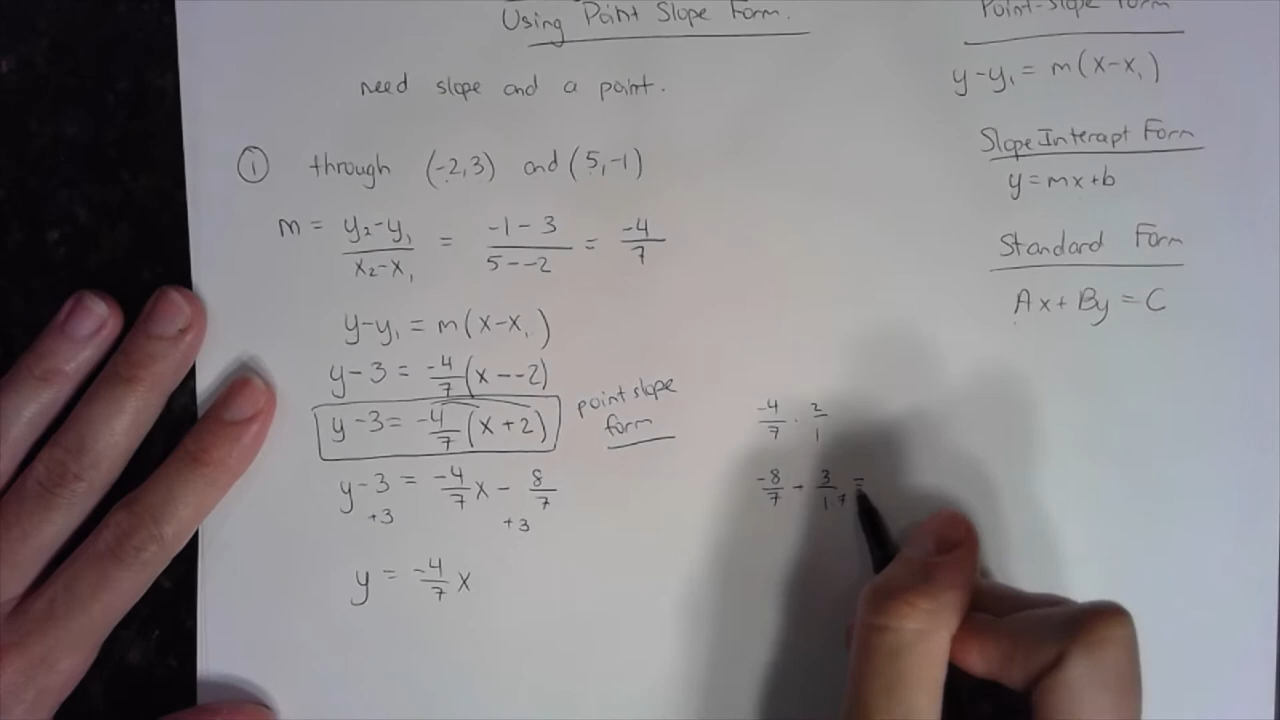 Using Point Slope Form.
need slope and a point.
① through (-2,3) and (5,-1)
m = y₂-y₁/x₂-x₁ = -1-3/5--2 = -4/7
y-y₁ = m(x-x₁)
y-3 = -4/7(x--2)
y-3 = -4/7(x+2) point slope form
y-3 = -4/7x - 8/7
+3 +3
y = -4/7x
-4/7 · 2/1
-8/7 + 3/1·7 =
Point-Slope Form
y-y₁ = m(x-x₁)
Slope Intercept Form
y=mx+b
Standard Form
Ax+By=C